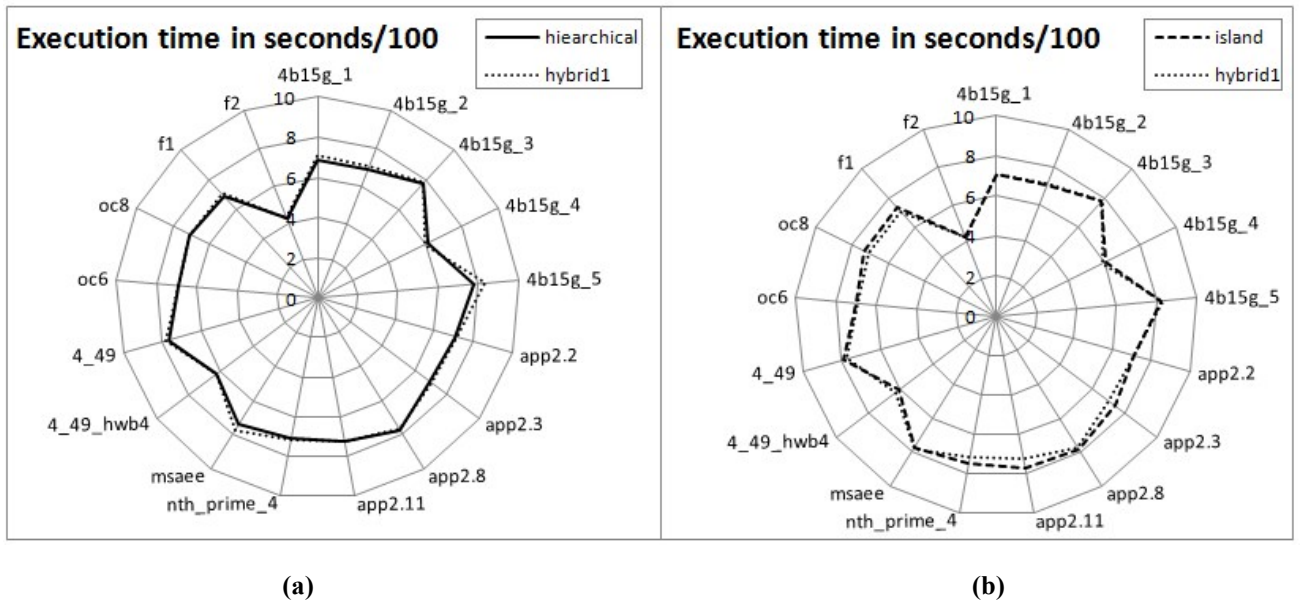 Execution time in seconds/100
hiearchical
hybrid1
4b15g_1
4b15g_2
4b15g_3
4b15g_4
4b15g_5
app2.2
app2.3
app2.8
app2.11
nth_prime_4
msaee
4_49_hwb4
4_49
oc6
oc8
f1
f2
10
8
6
4
2
0
Execution time in seconds/100
island
hybrid1
4b15g_1
4b15g_2
4b15g_3
4b15g_4
4b15g_5
app2.2
app2.3
app2.8
app2.11
nth_prime_4
msaee
4_49_hwb4
4_49
oc6
oc8
f1
f2
10
8
6
4
2
0
(a)
(b)